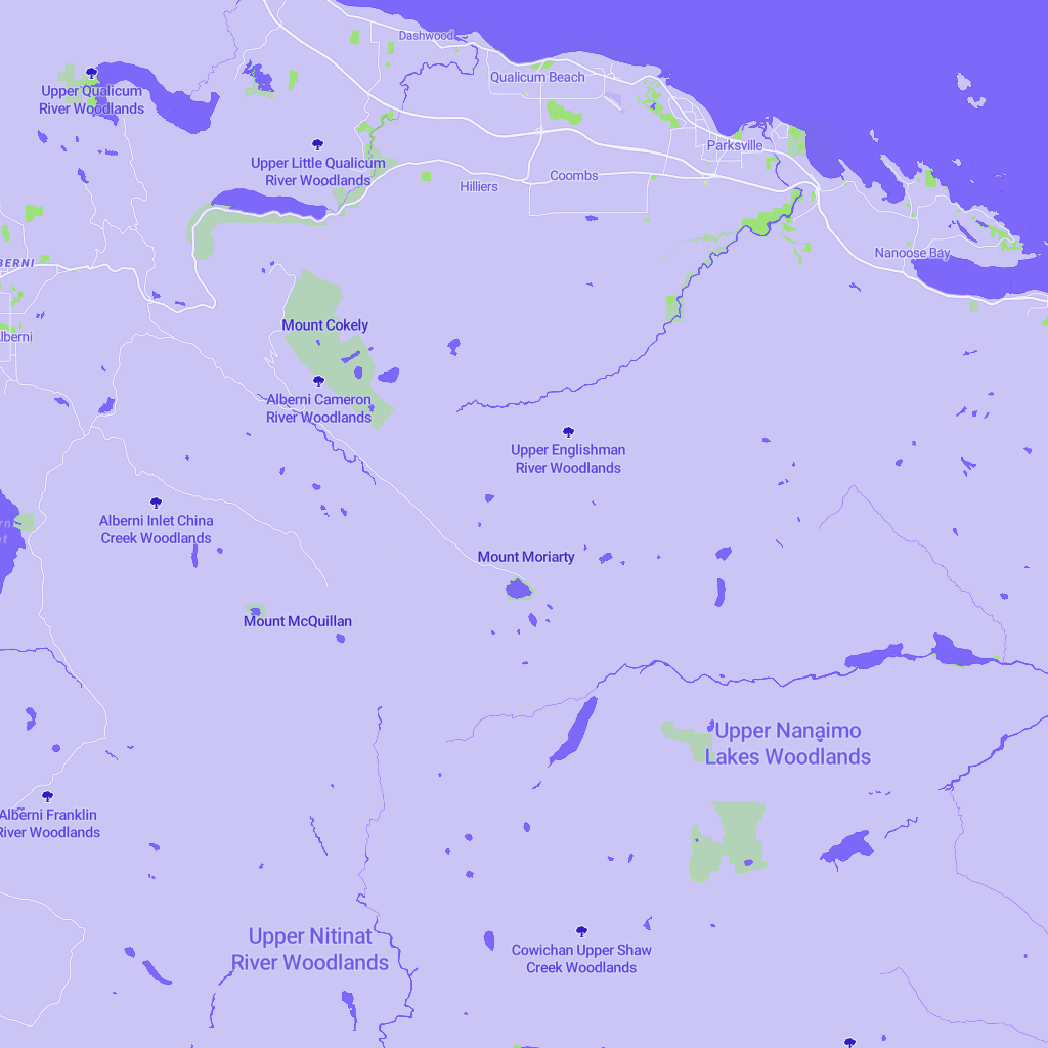 Dashwood
Qualicum Beach
Upper Qualicum
River Woodlands
Parksville
Upper Little Qualicum
River Woodlands
Coombs
Hilliers
Nanoose Bay
BERNI
Mount Cokely
lberni
Alberni Cameron
River Woodlands
Upper Englishman
River Woodlands
Alberni Inlet China
Creek Woodlands
Mount Moriarty
Mount McQuillan
Upper Nanaimo
Lakes Woodlands
Alberni Franklin
River Woodlands
Upper Nitinat
River Woodlands
Cowichan Upper Shaw
Creek Woodlands